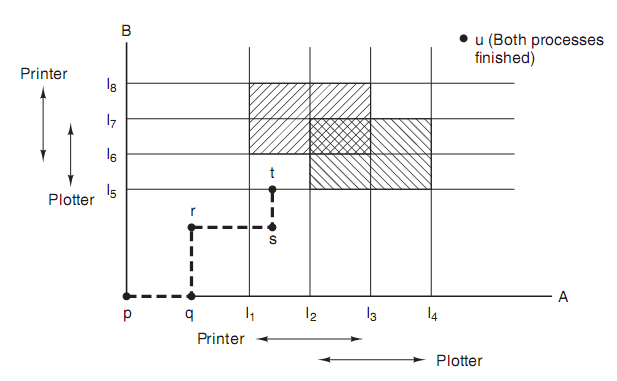 B
u (Both processes
finished)
Printer
I8
I7
I6
Plotter
I5
t
r
s
A
p
q
I1
I2
I3
I4
Printer
Plotter